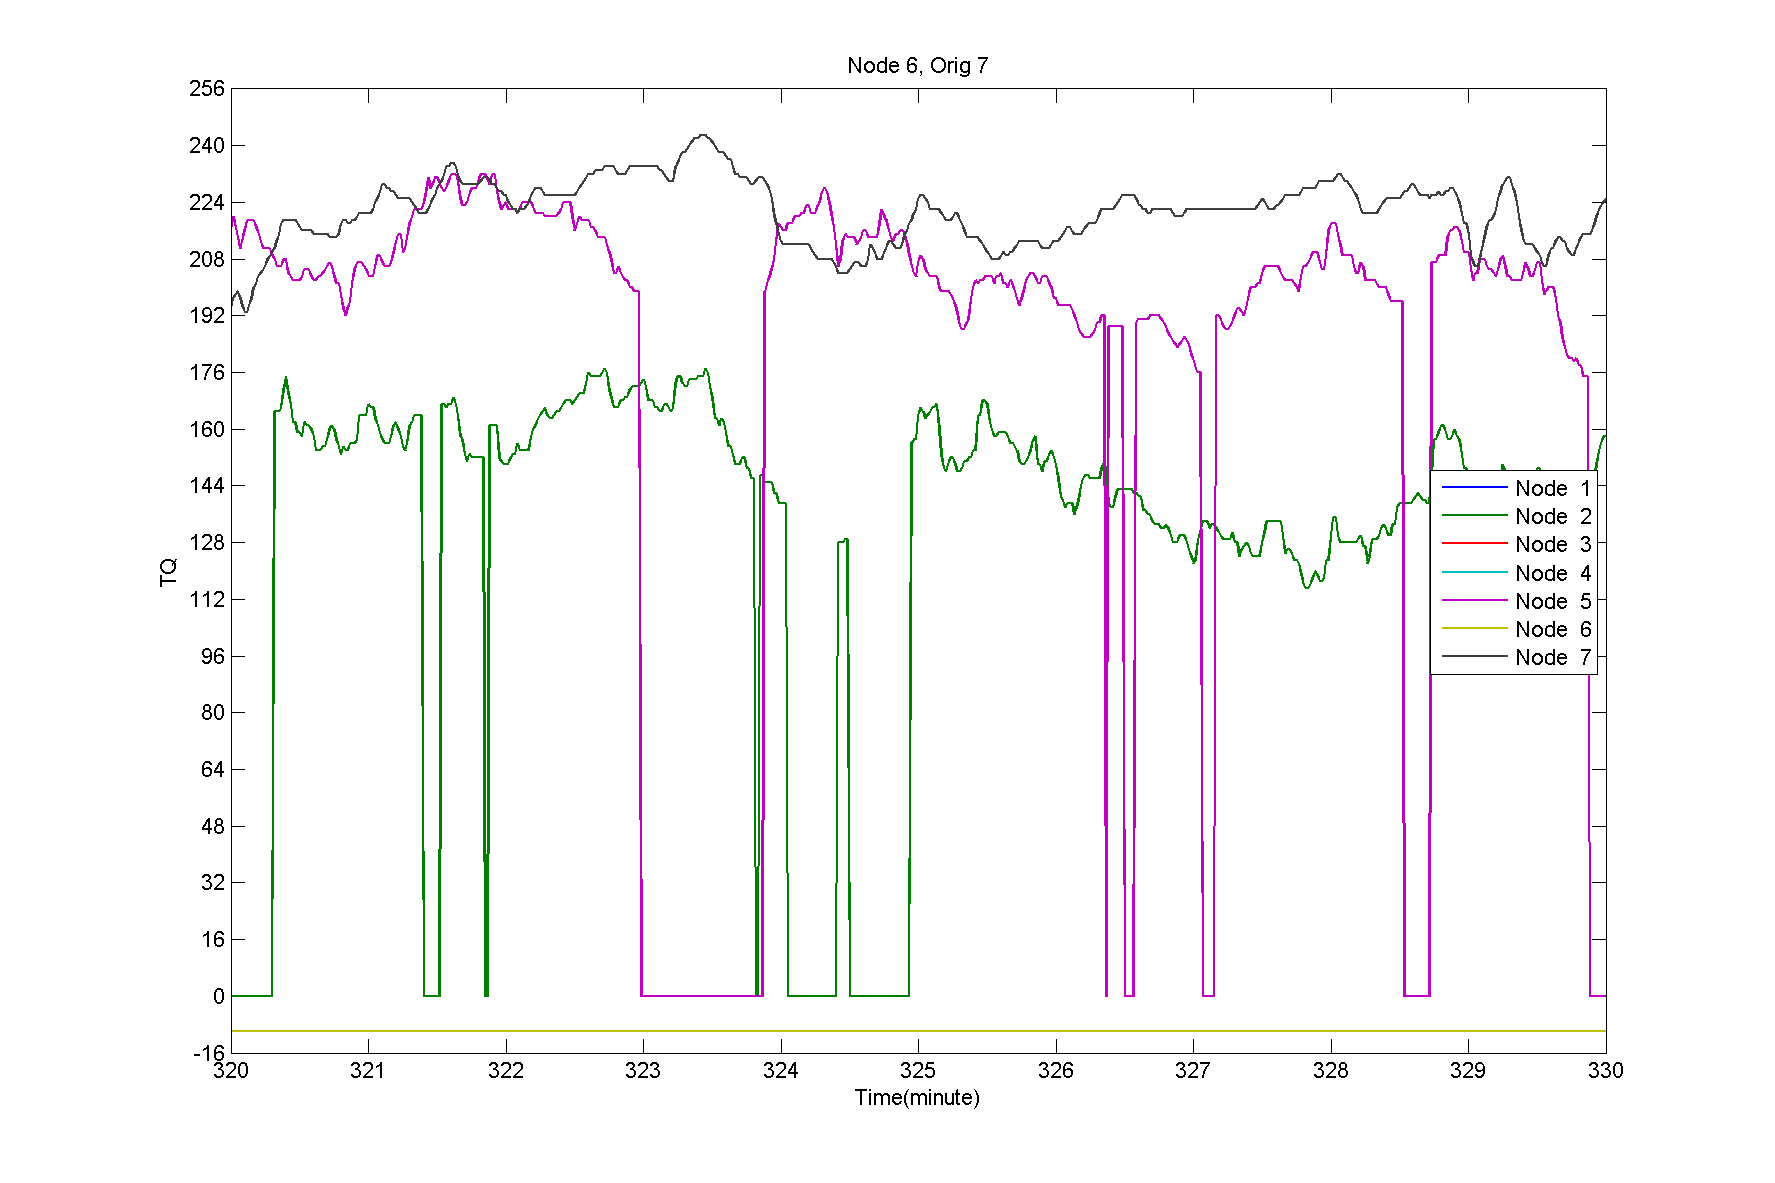 Node 6, Orig 7
256
240
224
208
192
176
160
144
128
112
96
80
64
48
32
16
0
-16
TQ
Node 1
Node 2
Node 3
Node 4
Node 5
Node 6
Node 7
320 321 322 323 324 325 326 327 328 329 330
Time(minute)